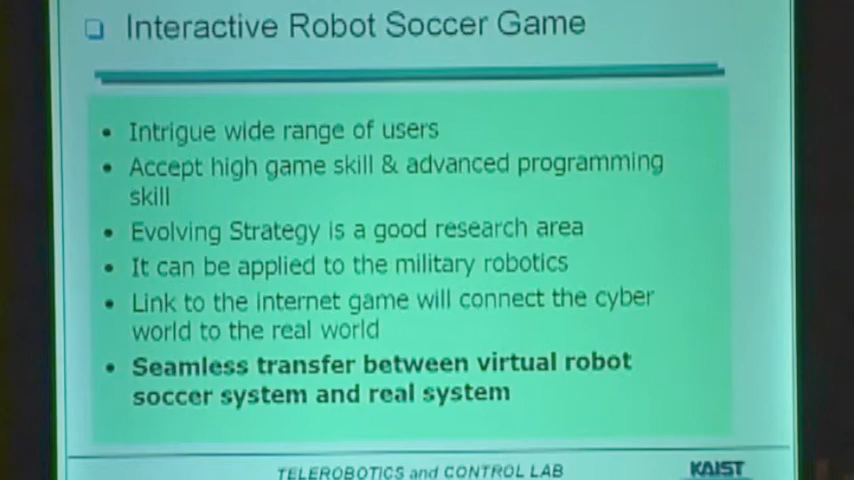 Interactive Robot Soccer Game
• Intrigue wide range of users
• Accept high game skill & advanced programming
skill
• Evolving Strategy is a good research area
• It can be applied to the military robotics
• Link to the internet game will connect the cyber
world to the real world
• Seamless transfer between virtual robot
soccer system and real system
TELEROBOTICS and CONTROL LAB
KAIST